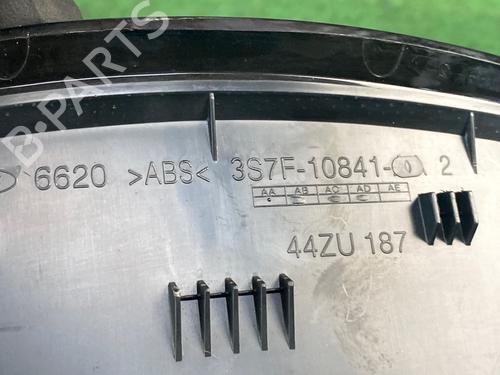 B-PARTS
6620 >ABS< 3S7F-10841- 2
AA AB AC AD AE
44ZU 187